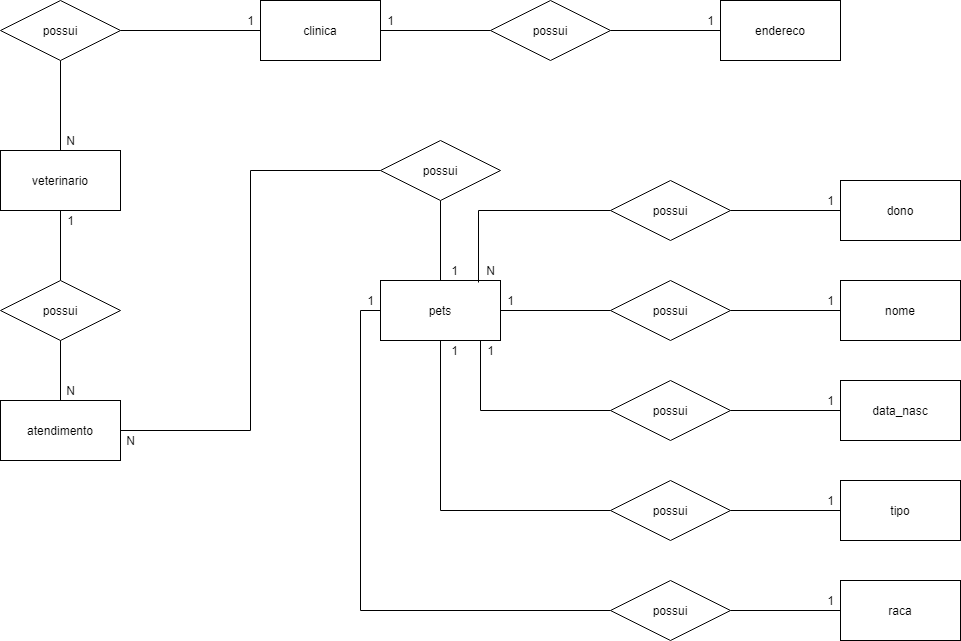 possui
1
clinica
1
possui
1
endereco
N
veterinario
1
possui
N
atendimento
N
possui
1
N
possui
1
dono
1
pets
1
possui
1
nome
1
1
possui
1
data_nasc
possui
1
tipo
possui
1
raca